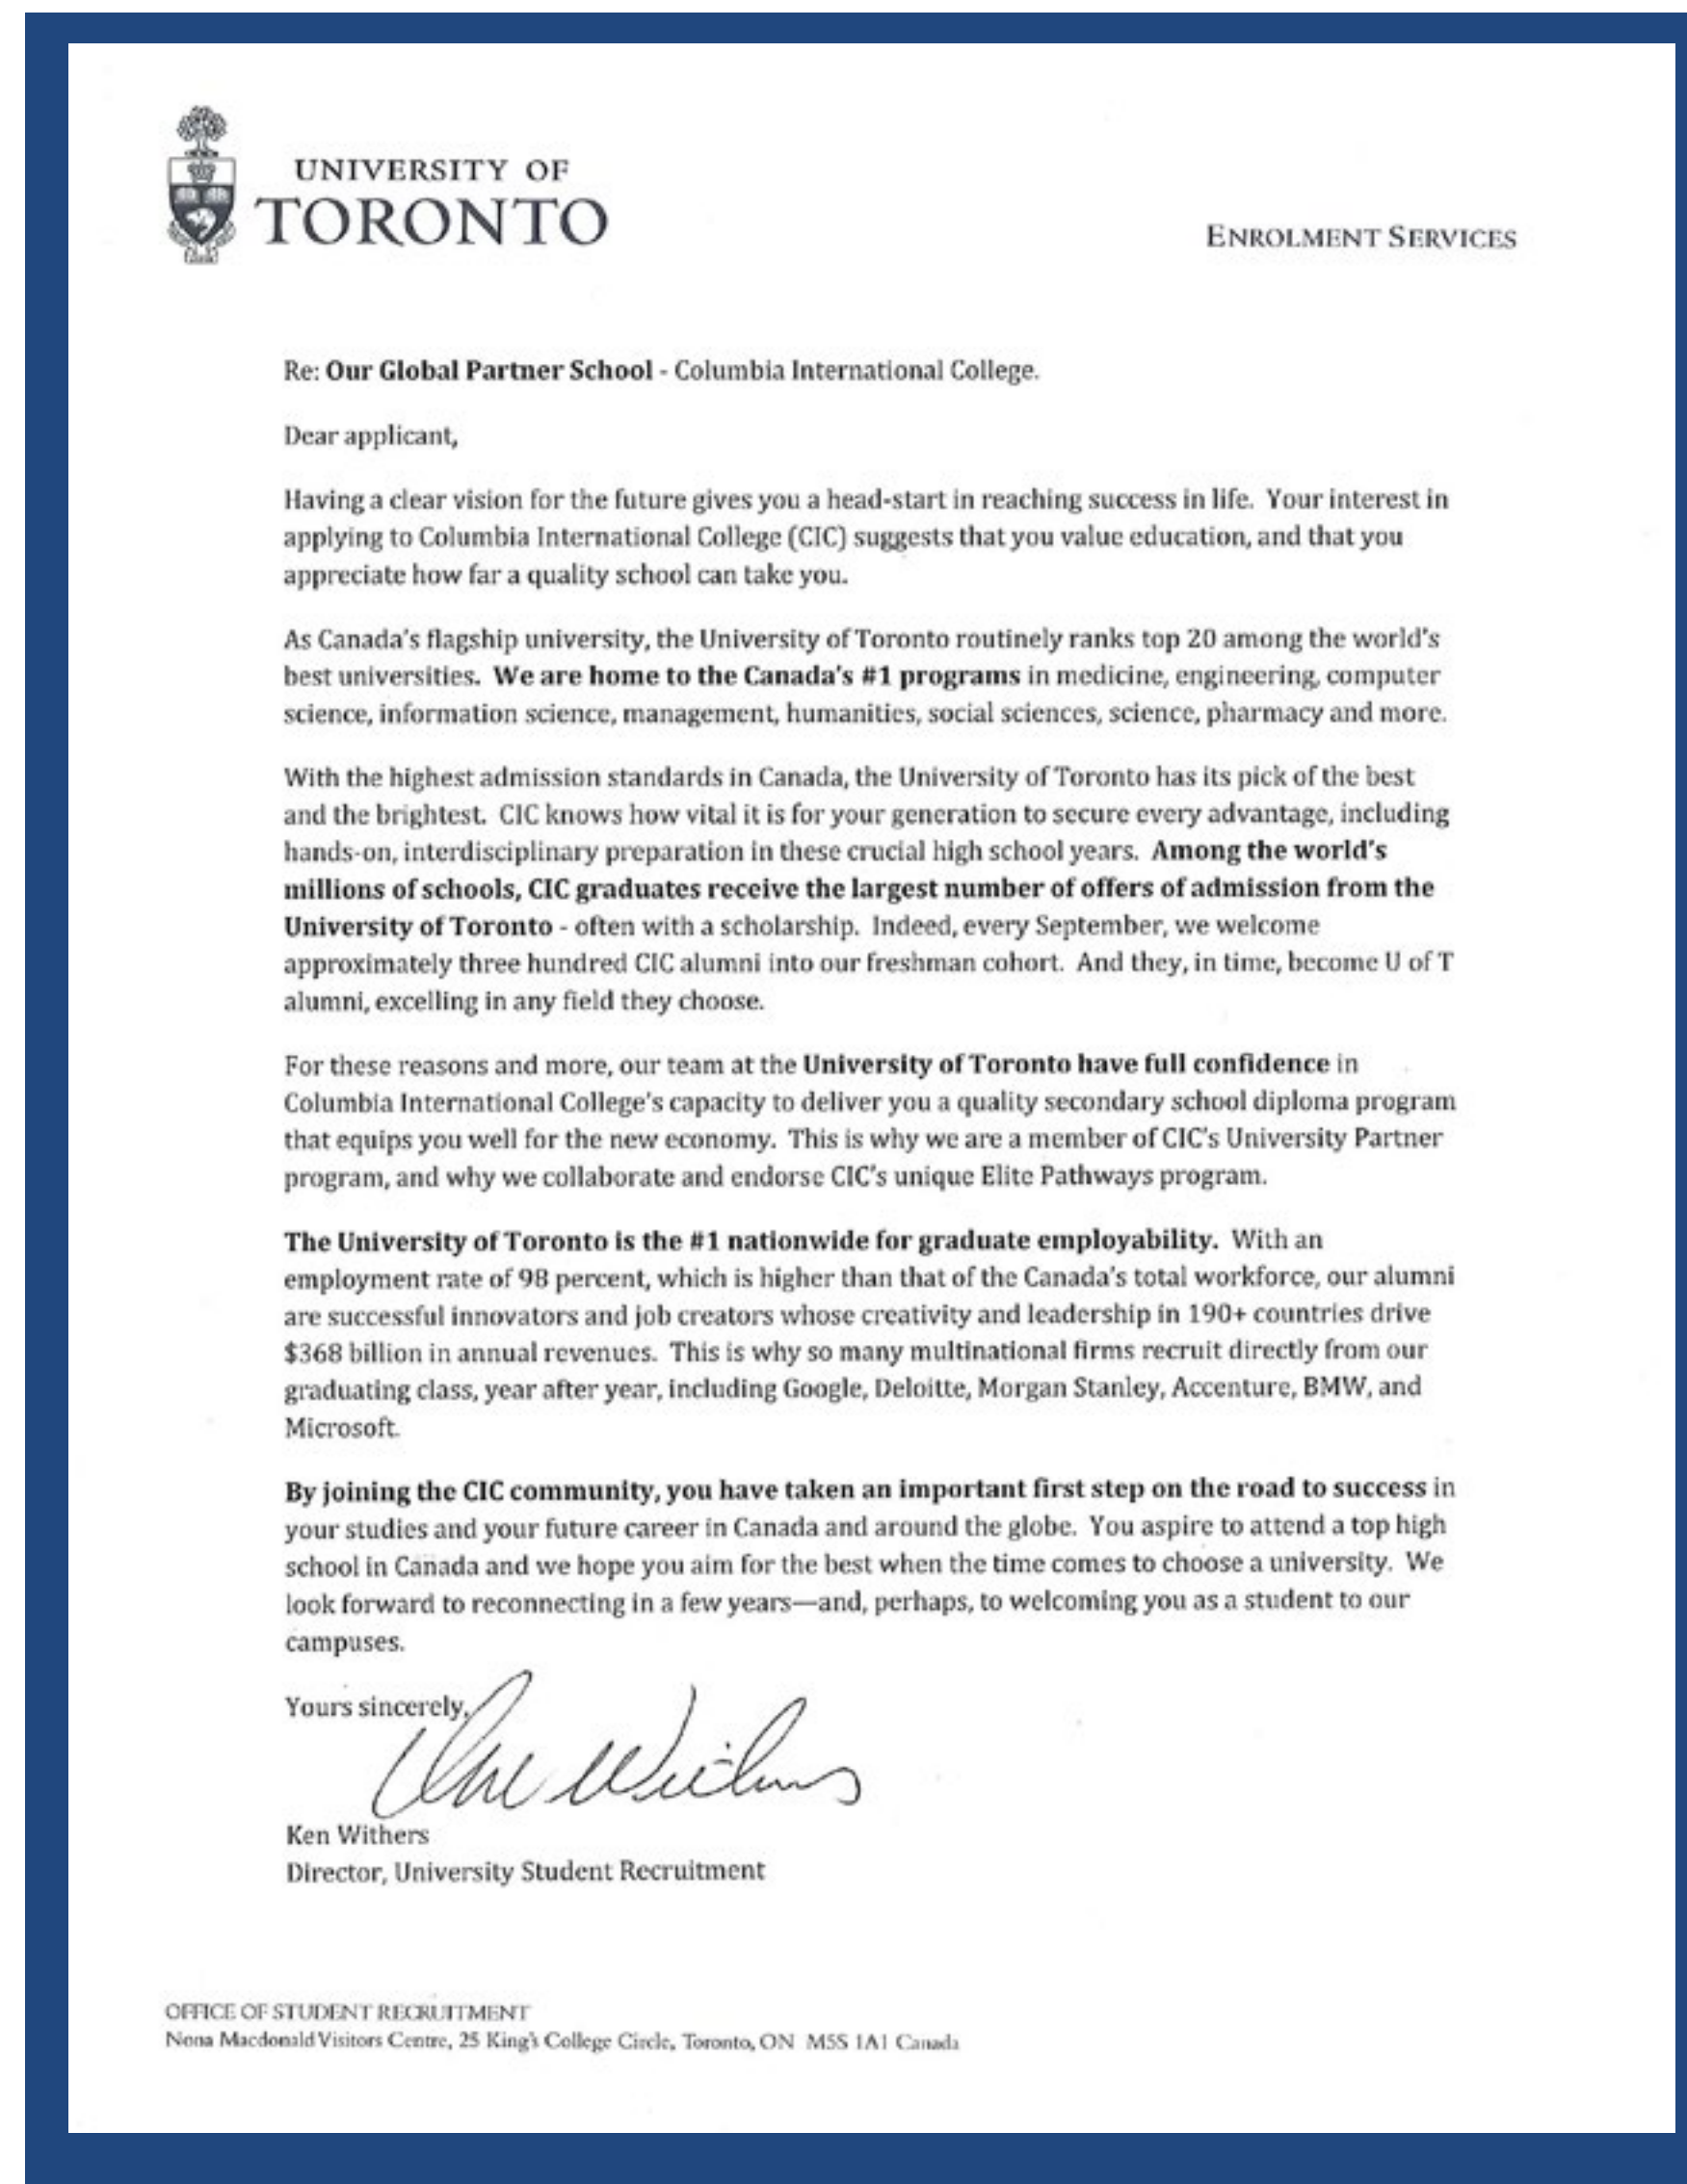 UNIVERSITY OF
TORONTO
ENROLMENT SERVICES
Re: Our Global Partner School - Columbia International College.
Dear applicant,
Having a clear vision for the future gives you a head-start in reaching success in life. Your interest in
applying to Columbia International College (CIC) suggests that you value education, and that you
appreciate how far a quality school can take you.
As Canada's flagship university, the University of Toronto routinely ranks top 20 among the world's
best universities. We are home to the Canada's #1 programs in medicine, engineering, computer
science, information science, management, humanities, social sciences, science, pharmacy and more.
With the highest admission standards in Canada, the University of Toronto has its pick of the best
and the brightest. CIC knows how vital it is for your generation to secure every advantage, including
hands-on, interdisciplinary preparation in these crucial high school years. Among the world's
millions of schools, CIC graduates receive the largest number of offers of admission from the
University of Toronto - often with a scholarship. Indeed, every September, we welcome
approximately three hundred CIC alumni into our freshman cohort. And they, in time, become U of T
alumni, excelling in any field they choose.
For these reasons and more, our team at the University of Toronto have full confidence in
Columbia International College's capacity to deliver you a quality secondary school diploma program
that equips you well for the new economy. This is why we are a member of CIC's University Partner
program, and why we collaborate and endorse CIC's unique Elite Pathways program.
The University of Toronto is the #1 nationwide for graduate employability. With an
employment rate of 98 percent, which is higher than that of the Canada's total workforce, our alumni
are successful innovators and job creators whose creativity and leadership in 190+ countries drive
$368 billion in annual revenues. This is why so many multinational firms recruit directly from our
graduating class, year after year, including Google, Deloitte, Morgan Stanley, Accenture, BMW, and
Microsoft.
By joining the CIC community, you have taken an important first step on the road to success in
your studies and your future career in Canada and around the globe. You aspire to attend a top high
school in Canada and we hope you aim for the best when the time comes to choose a university. We
look forward to reconnecting in a few years—and, perhaps, to welcoming you as a student to our
campuses.
Yours sincerely,
Ken Withers
Ken Withers
Director, University Student Recruitment
OFFICE OF STUDENT RECRUITMENT
Nona Macdonald Visitors Centre, 25 King's College Circle, Toronto, ON M5S 1A1 Canada